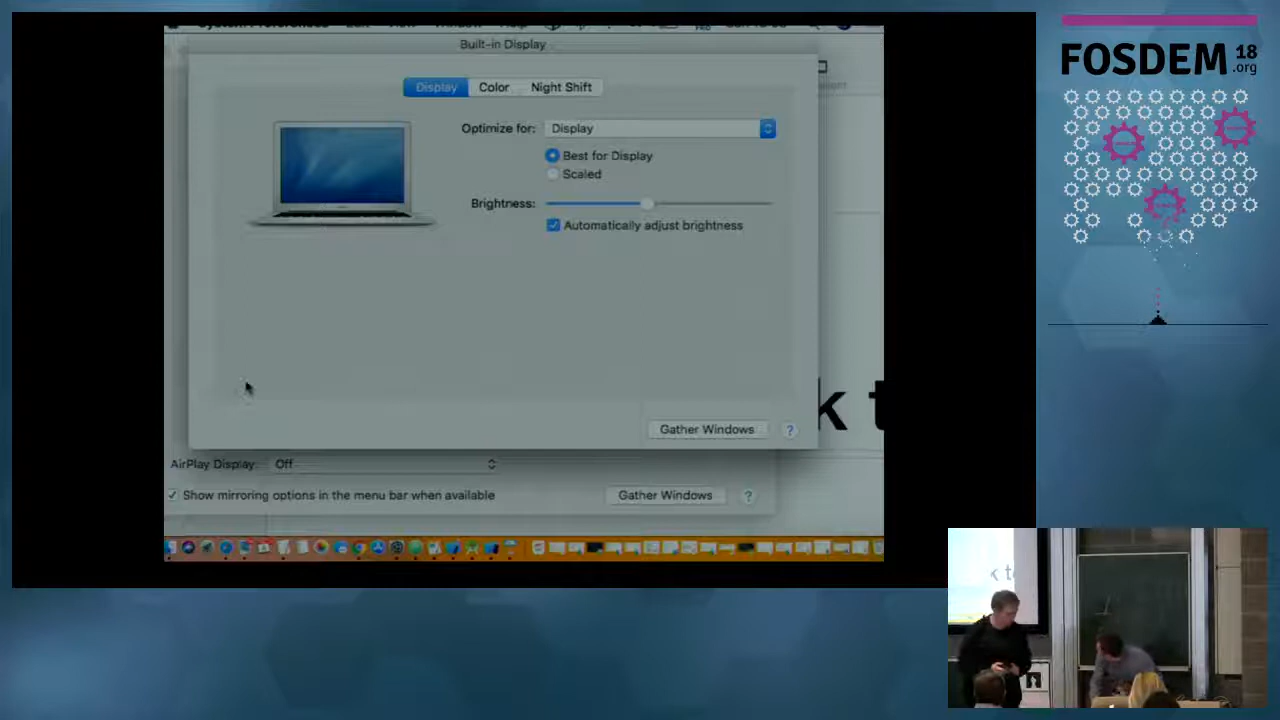 Built-in Display
Display Color Night Shift
Optimize for: Display
Best for Display
Scaled
Brightness:
Automatically adjust brightness
Gather Windows ?
k t
AirPlay Display: Off
Show mirroring options in the menu bar when available
Gather Windows ?
FOSDEM 18
.org
k t